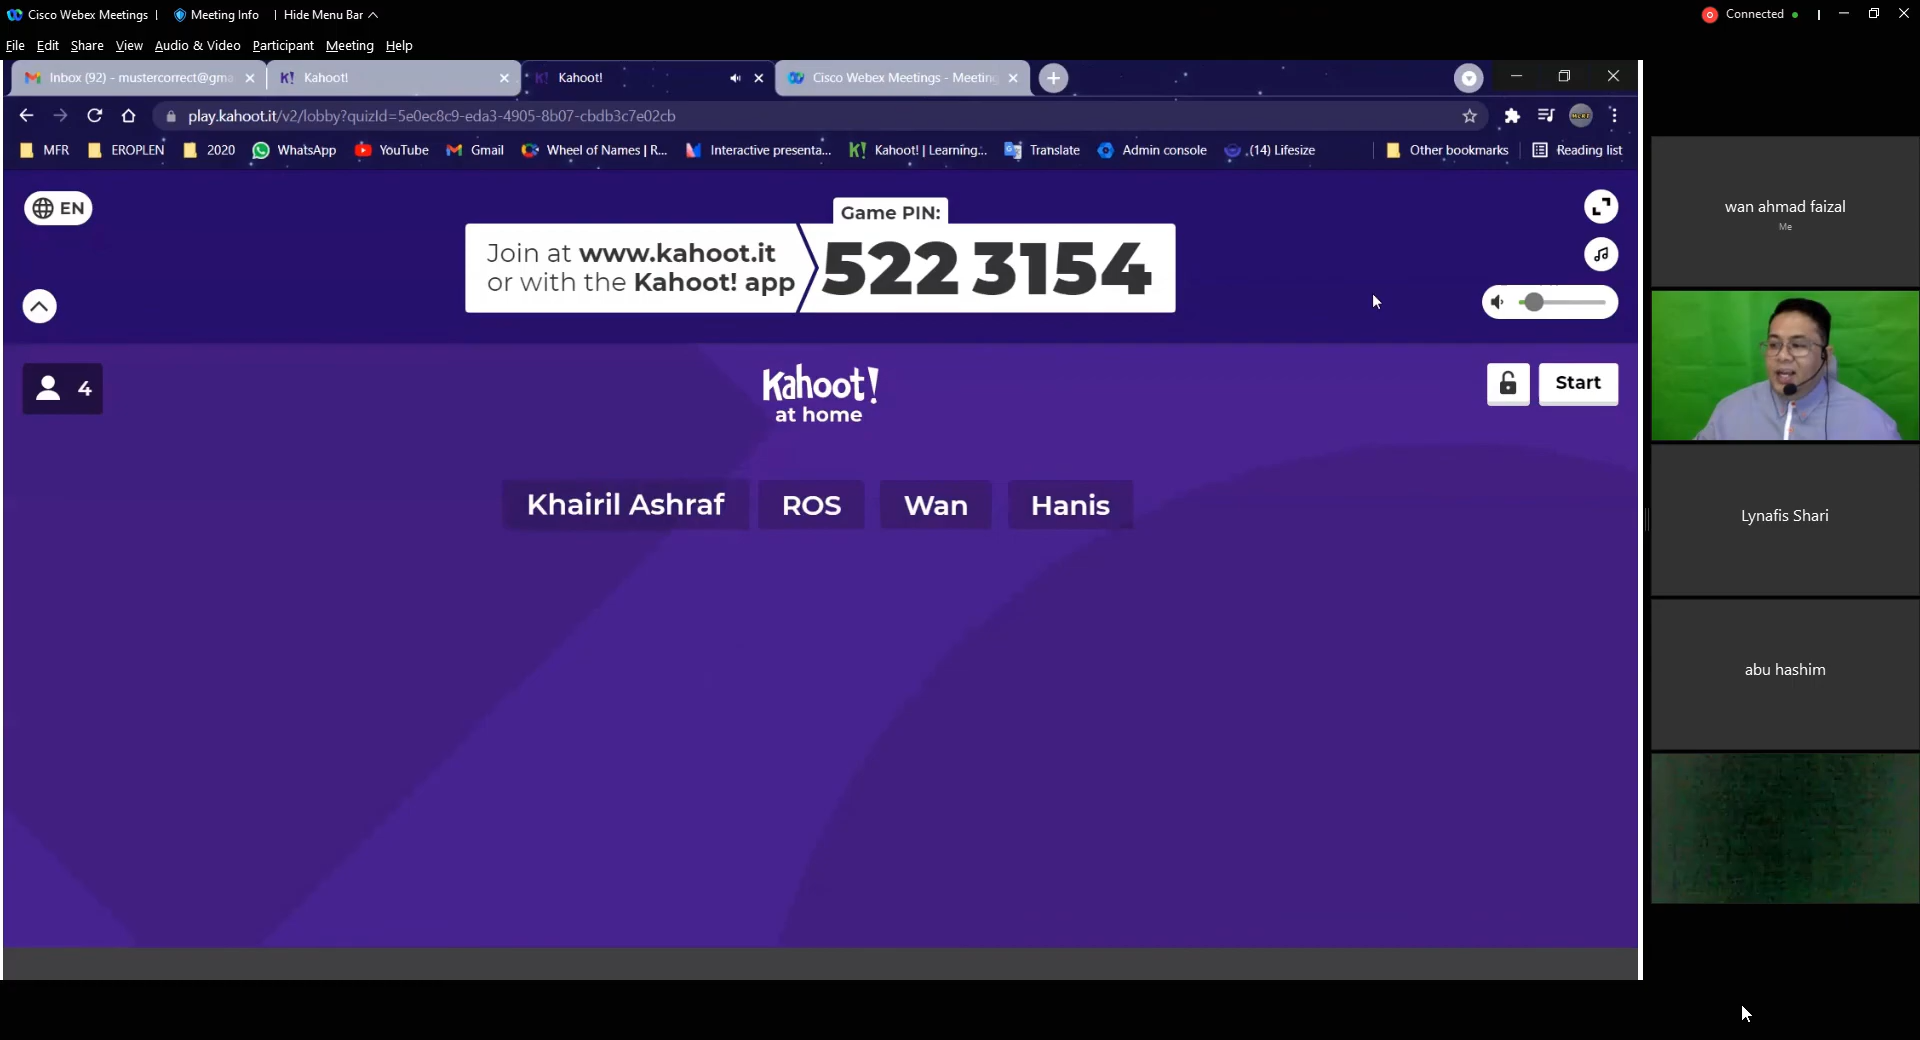 Cisco Webex Meetings | Meeting Info | Hide Menu Bar
Connected
File Edit Share View Audio & Video Participant Meeting Help
Inbox (92) - mustercorrect@gma
Kahoot!
Kahoot!
Cisco Webex Meetings - Meetin
play.kahoot.it/v2/lobby?quizId=5e0ec8c9-eda3-4905-8b07-cbdb3c7e02cb
MFR EROPLEN 2020 WhatsApp YouTube Gmail Wheel of Names | R... Interactive presenta... Kahoot! | Learning... Translate Admin console (14) Lifesize Other bookmarks Reading list
EN
Game PIN:
Join at www.kahoot.it
or with the Kahoot! app
522 3154
4
Kahoot!
at home
Start
Khairil Ashraf ROS Wan Hanis
wan ahmad faizal
Me
Lynafis Shari
abu hashim